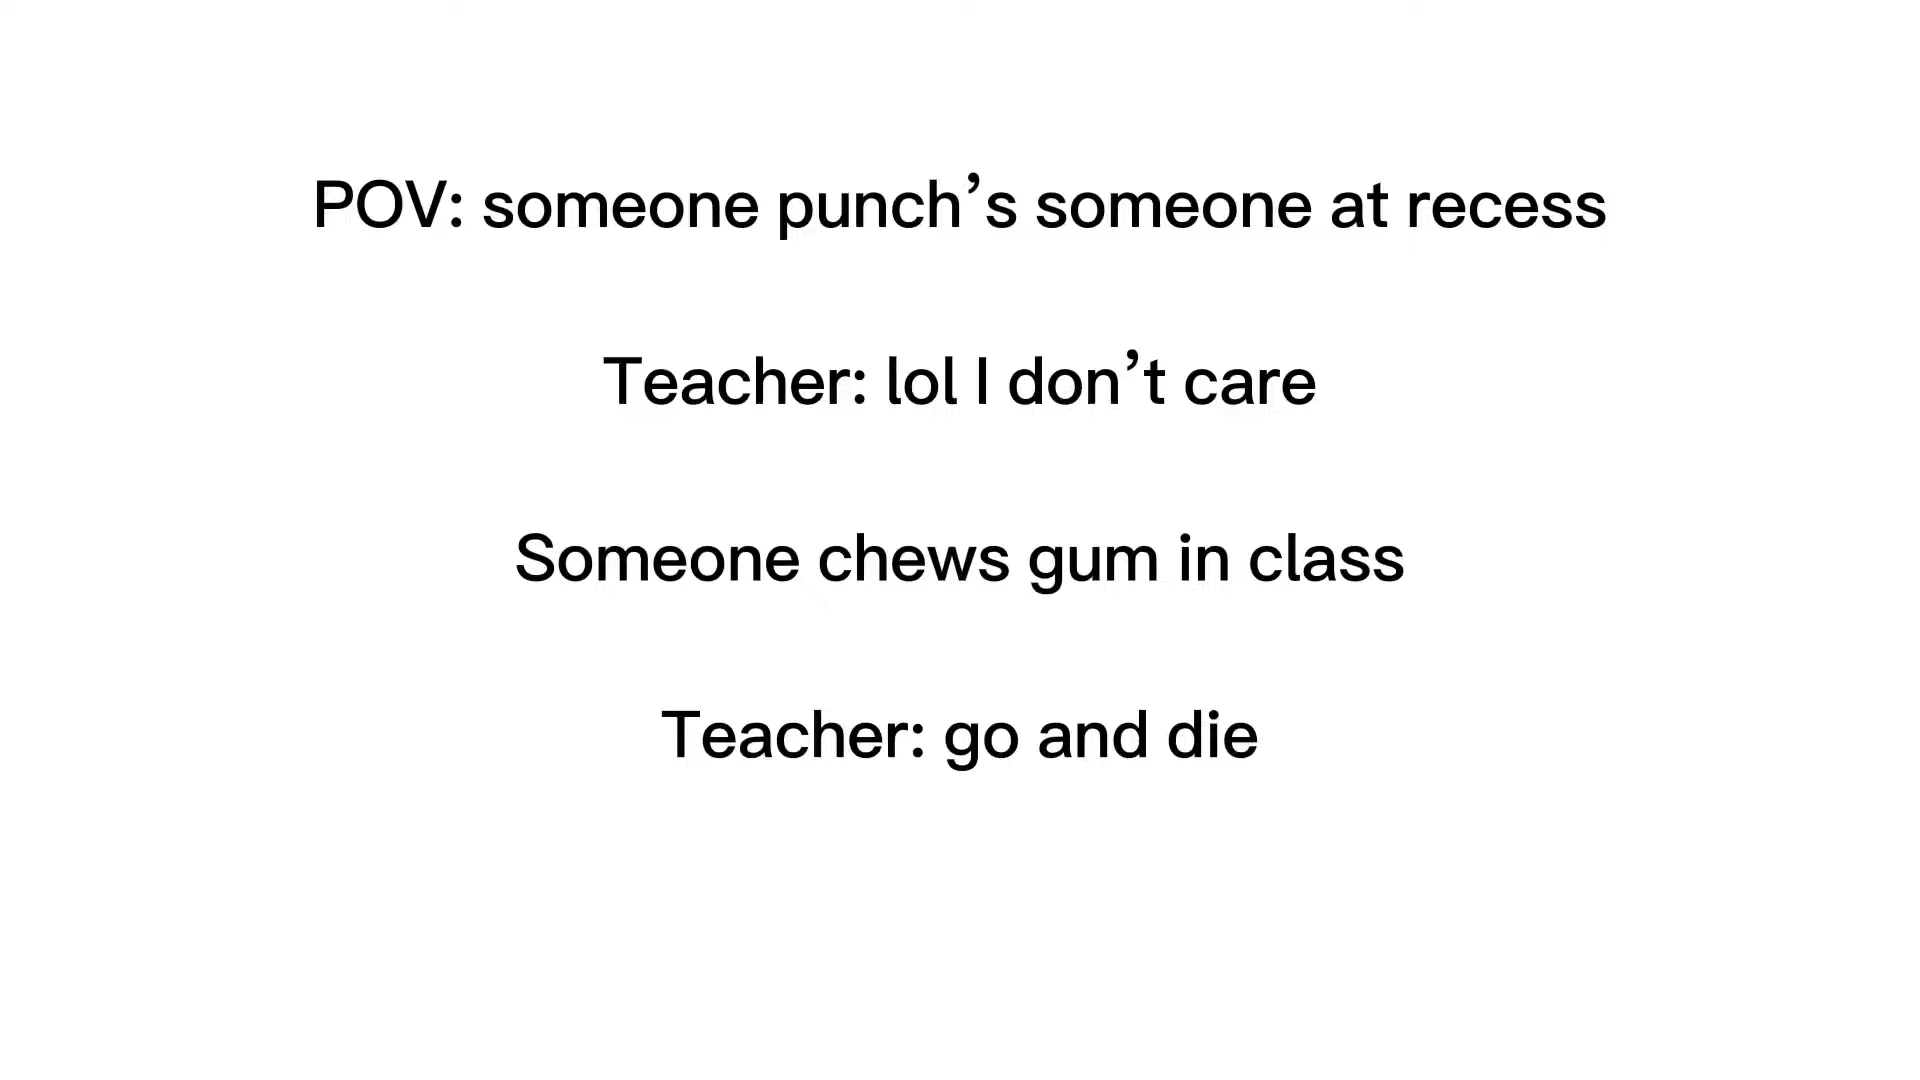 POV: someone punch’s someone at recess
Teacher: lol I don’t care
Someone chews gum in class
Teacher: go and die